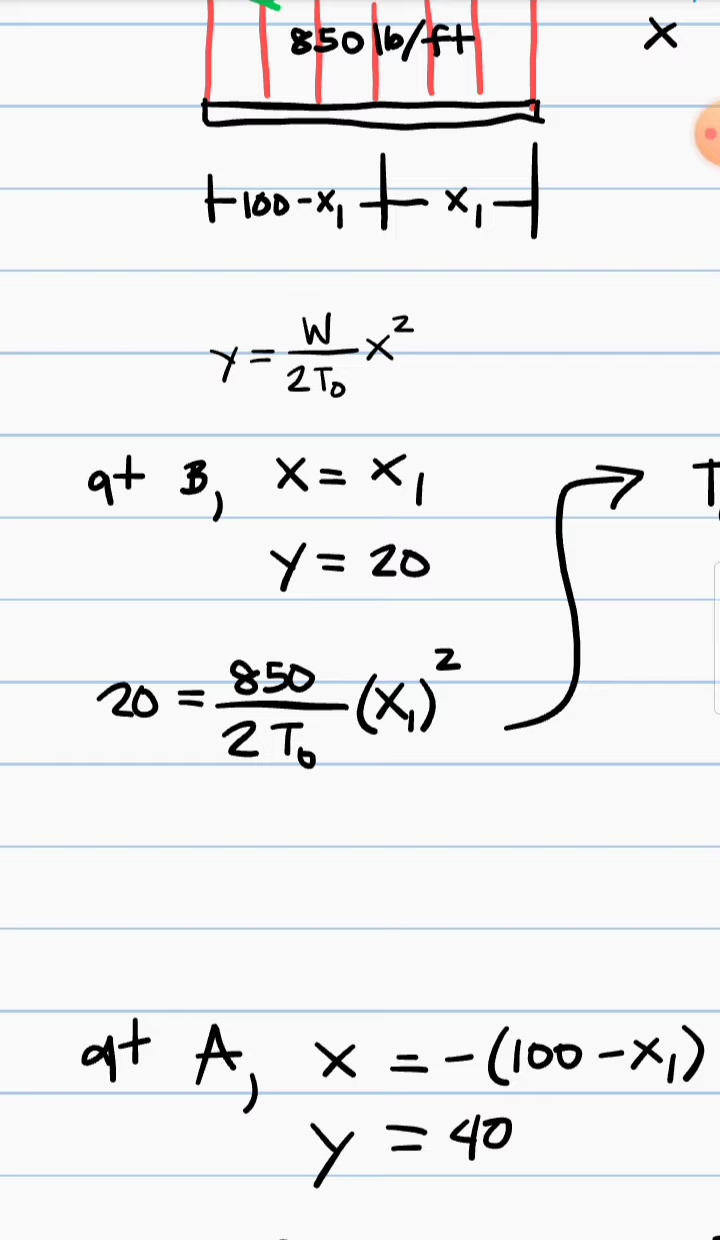 850 lb/ft
x
100-x₁ x₁
y = W/2T₀ x²
at B, x = x₁
y = 20
20 = 850/2T₀ (x₁)² T
at A, x = -(100-x₁)
y = 40